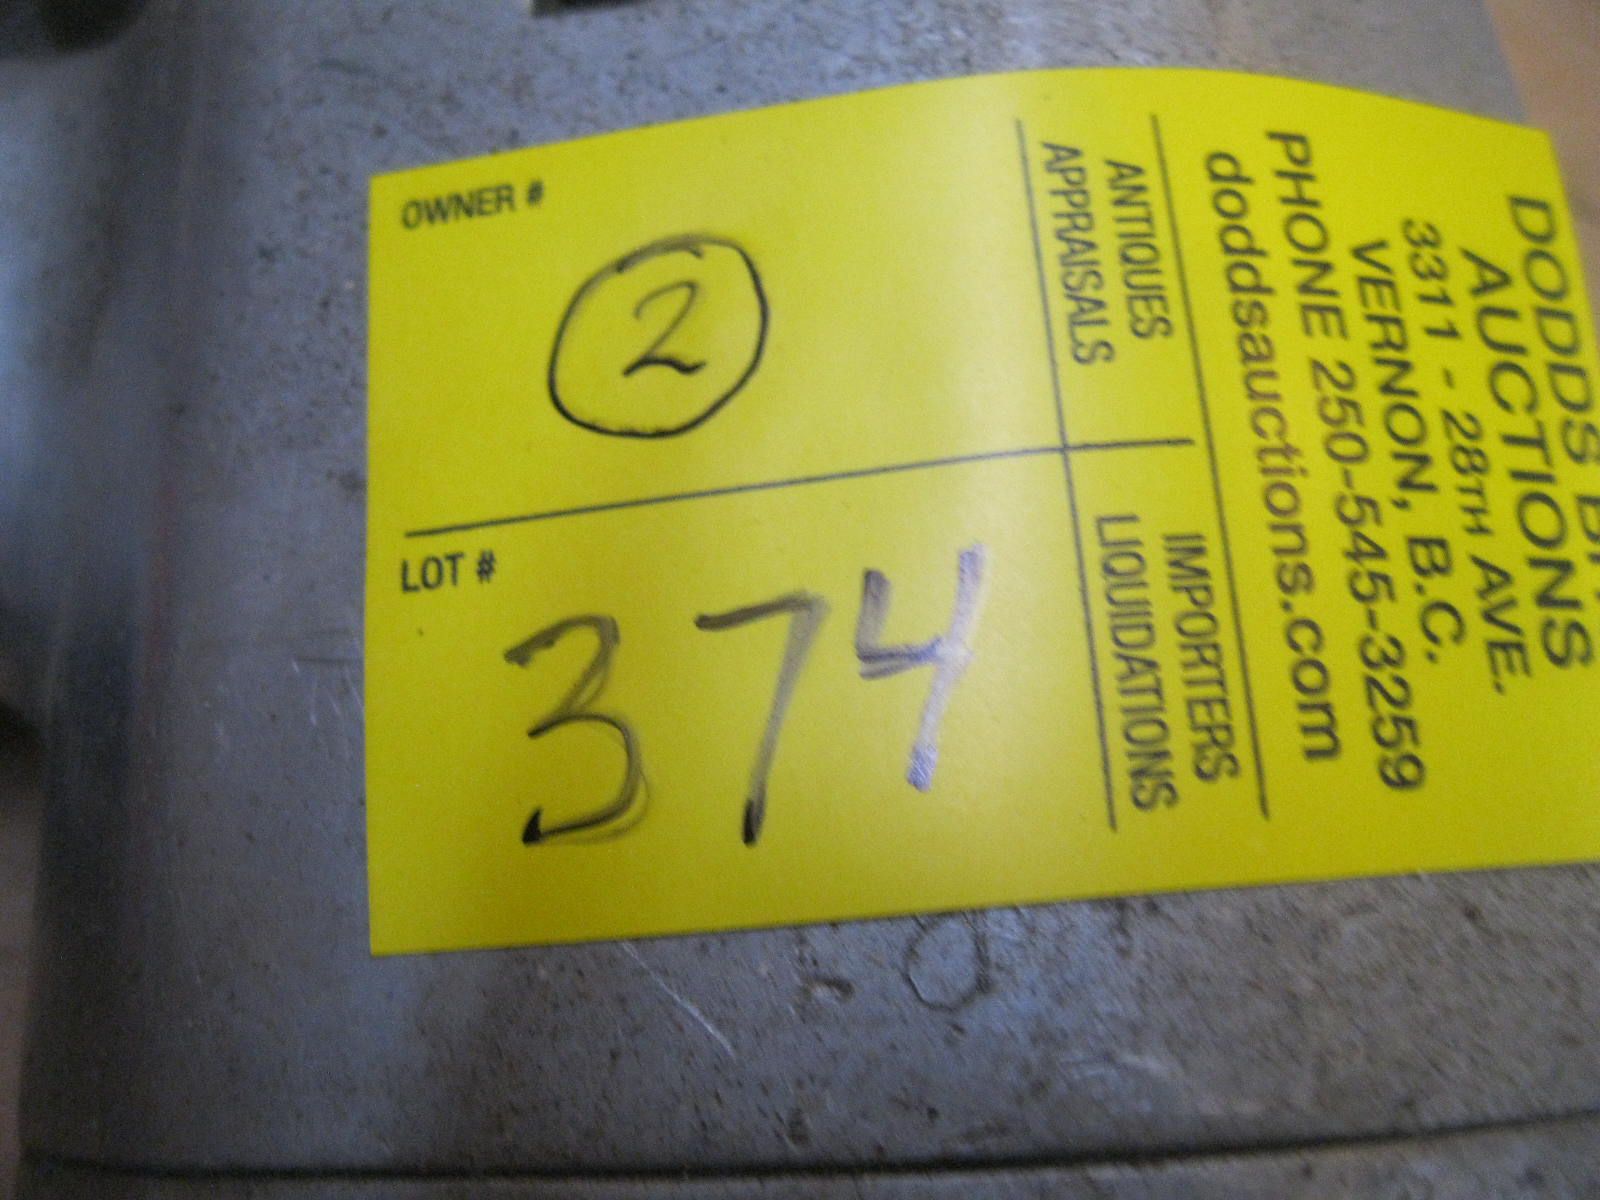 DODDS
AUCTIONS
3311 - 28TH AVE.
VERNON, B.C.
PHONE 250-545-3259
doddsauctions.com
ANTIQUES
APPRAISALS
IMPORTERS
LIQUIDATIONS
OWNER #
2
LOT #
374